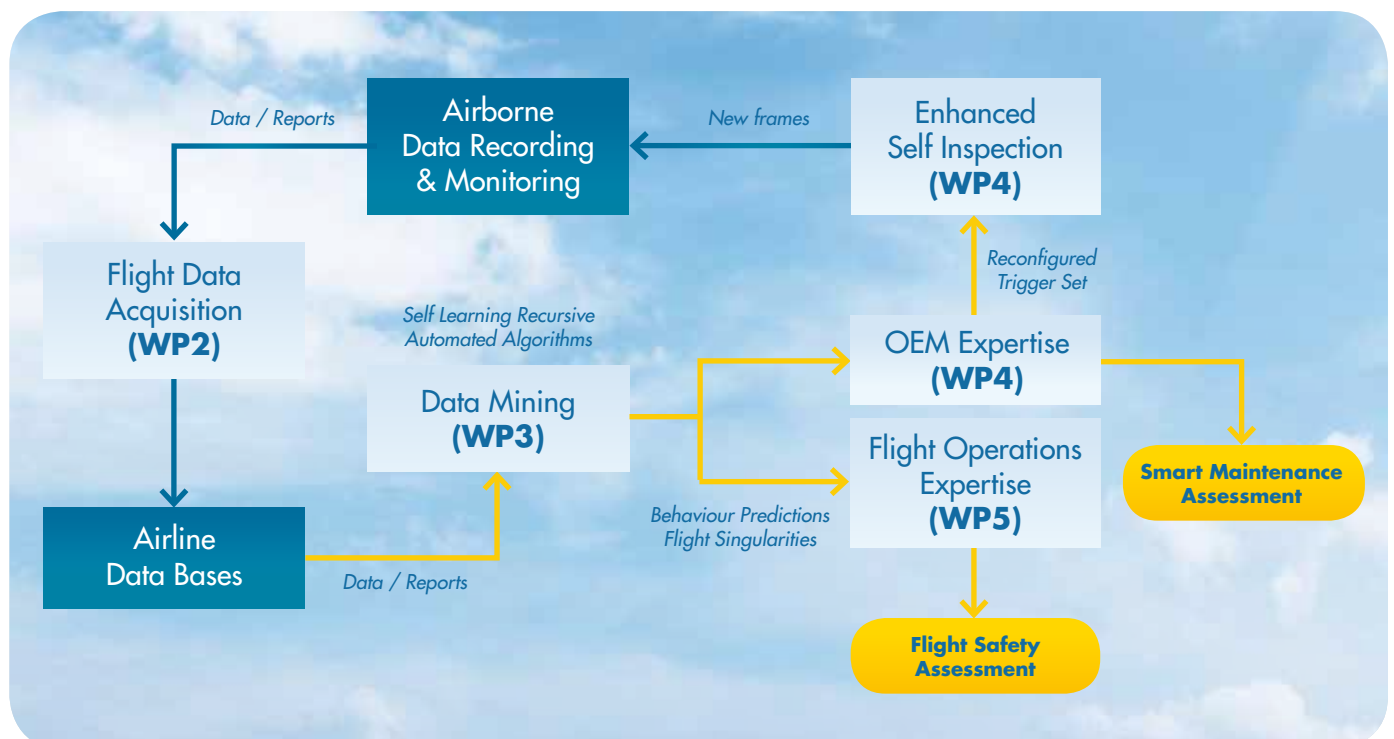 Data / Reports
Airborne
Data Recording
& Monitoring
New frames
Enhanced
Self Inspection
(WP4)
Flight Data
Acquisition
(WP2)
Reconfigured
Trigger Set
Self Learning Recursive
Automated Algorithms
OEM Expertise
(WP4)
Data Mining
(WP3)
Flight Operations
Expertise
(WP5)
Smart Maintenance
Assessment
Behaviour Predictions
Flight Singularities
Airline
Data Bases
Data / Reports
Flight Safety
Assessment